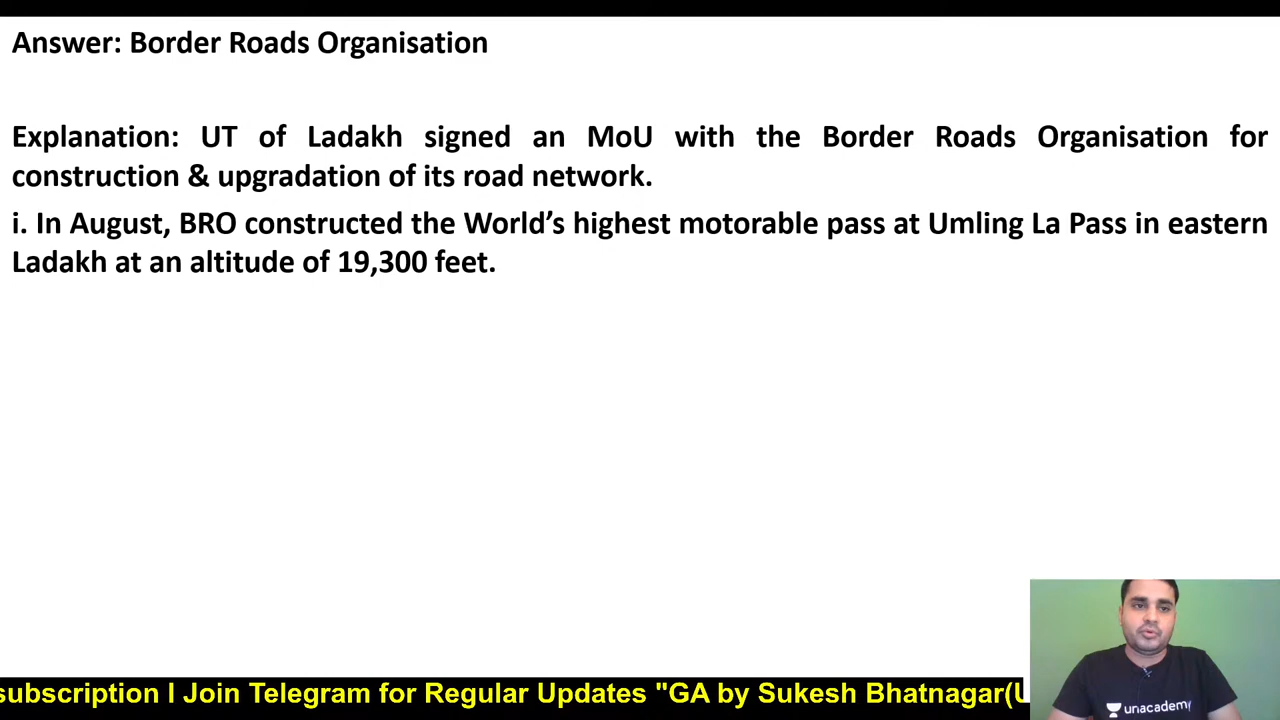 Answer: Border Roads Organisation
Explanation: UT of Ladakh signed an MoU with the Border Roads Organisation for
construction & upgradation of its road network.
i. In August, BRO constructed the World’s highest motorable pass at Umling La Pass in eastern
Ladakh at an altitude of 19,300 feet.
subscription I Join Telegram for Regular Updates "GA by Sukesh Bhatnagar(U
unacademy